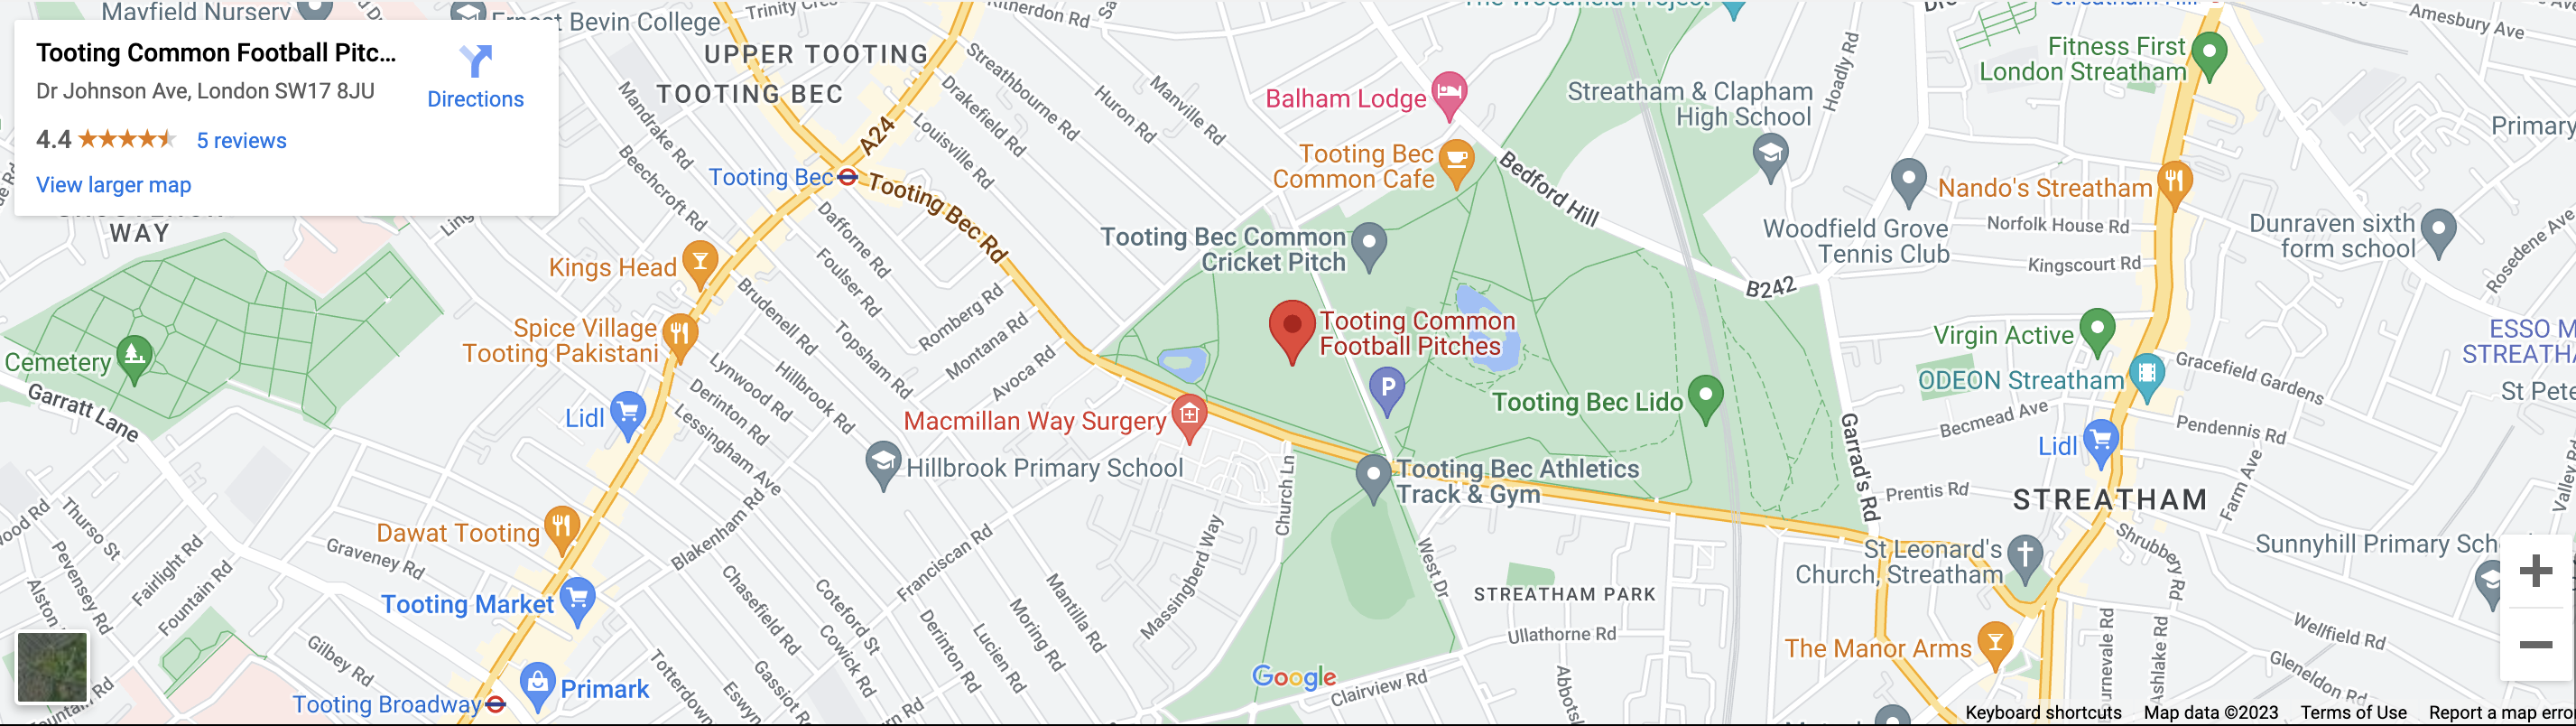 Tooting Common Football Pitc...
Dr Johnson Ave, London SW17 8JU
4.4
5 reviews
View larger map
Directions
Mayfield Nursery
Ernest Bevin College
Trinity Cres
UPPER TOOTING
TOOTING BEC
A24
Tooting Bec
Tooting Bec Rd
WAY
Mandrake Rd
Beechcroft Rd
Streathbourne Rd
Drakefield Rd
Louisville Rd
Huron Rd
Manville Rd
Dafforne Rd
Foulser Rd
Romberg Rd
Montana Rd
Avoca Rd
Brudenell Rd
Topsham Rd
Hillbrook Rd
Lynwood Rd
Derinton Rd
Lessingham Ave
Kings Head
Spice Village
Tooting Pakistani
Cemetery
Garratt Lane
Lidl
Macmillan Way Surgery
Hillbrook Primary School
Dawat Tooting
Tooting Market
Primark
Tooting Broadway
Thurso St
Pevensey Rd
Fairlight Rd
Fountain Rd
Graveney Rd
Gilbey Rd
Blakenham Rd
Franciscan Rd
Chasefield Rd
Coteford St
Cowick Rd
Derinton Rd
Lucien Rd
Moring Rd
Mantilla Rd
Massingberd Way
Church Ln
Balham Lodge
Tooting Bec
Common Cafe
Bedford Hill
Tooting Bec Common
Cricket Pitch
Tooting Common
Football Pitches
P
Tooting Bec Lido
Tooting Bec Athletics
Track & Gym
West Dr
STREATHAM PARK
Ullathorne Rd
Clairview Rd
Google
Streatham & Clapham
High School
Hoadly Rd
Woodfield Grove
Tennis Club
B242
Garrad's Rd
Fitness First
London Streatham
Nando's Streatham
Norfolk House Rd
Kingscourt Rd
Virgin Active
ODEON Streatham
Becmead Ave
Lidl
Prentis Rd
STREATHAM
St Leonard's
Church, Streatham
The Manor Arms
Amesbury Ave
Primary
Dunraven sixth
form school
Rosedene Ave
Gracefield Gardens
Pendennis Rd
Farm Ave
Shrubbery Rd
Sunnyhill Primary Sch
Wellfield Rd
Gleneldon Rd
Ashlake Rd
Keyboard shortcuts
Map data ©2023
Terms of Use
Report a map error